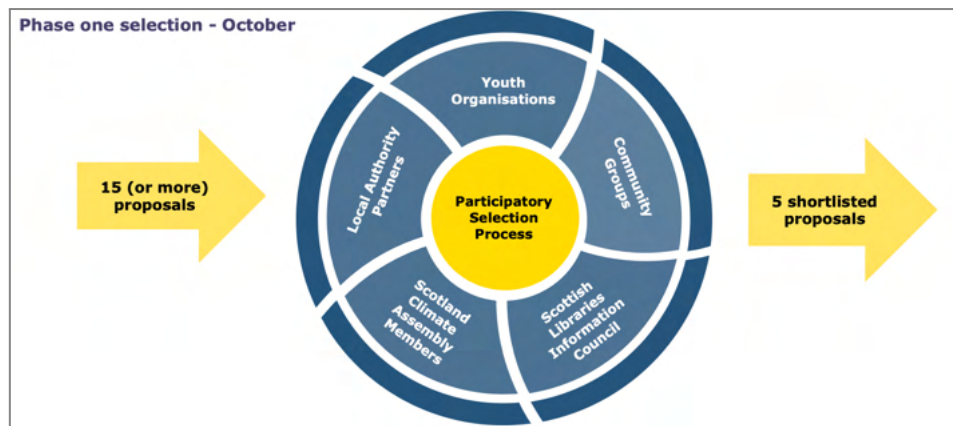 Phase one selection - October
15 (or more)
proposals
Youth
Organisations
Local Authority
Partners
Community
Groups
Participatory
Selection
Process
Scotland
Climate
Assembly
Members
Scottish
Libraries
Information
Council
5 shortlisted
proposals